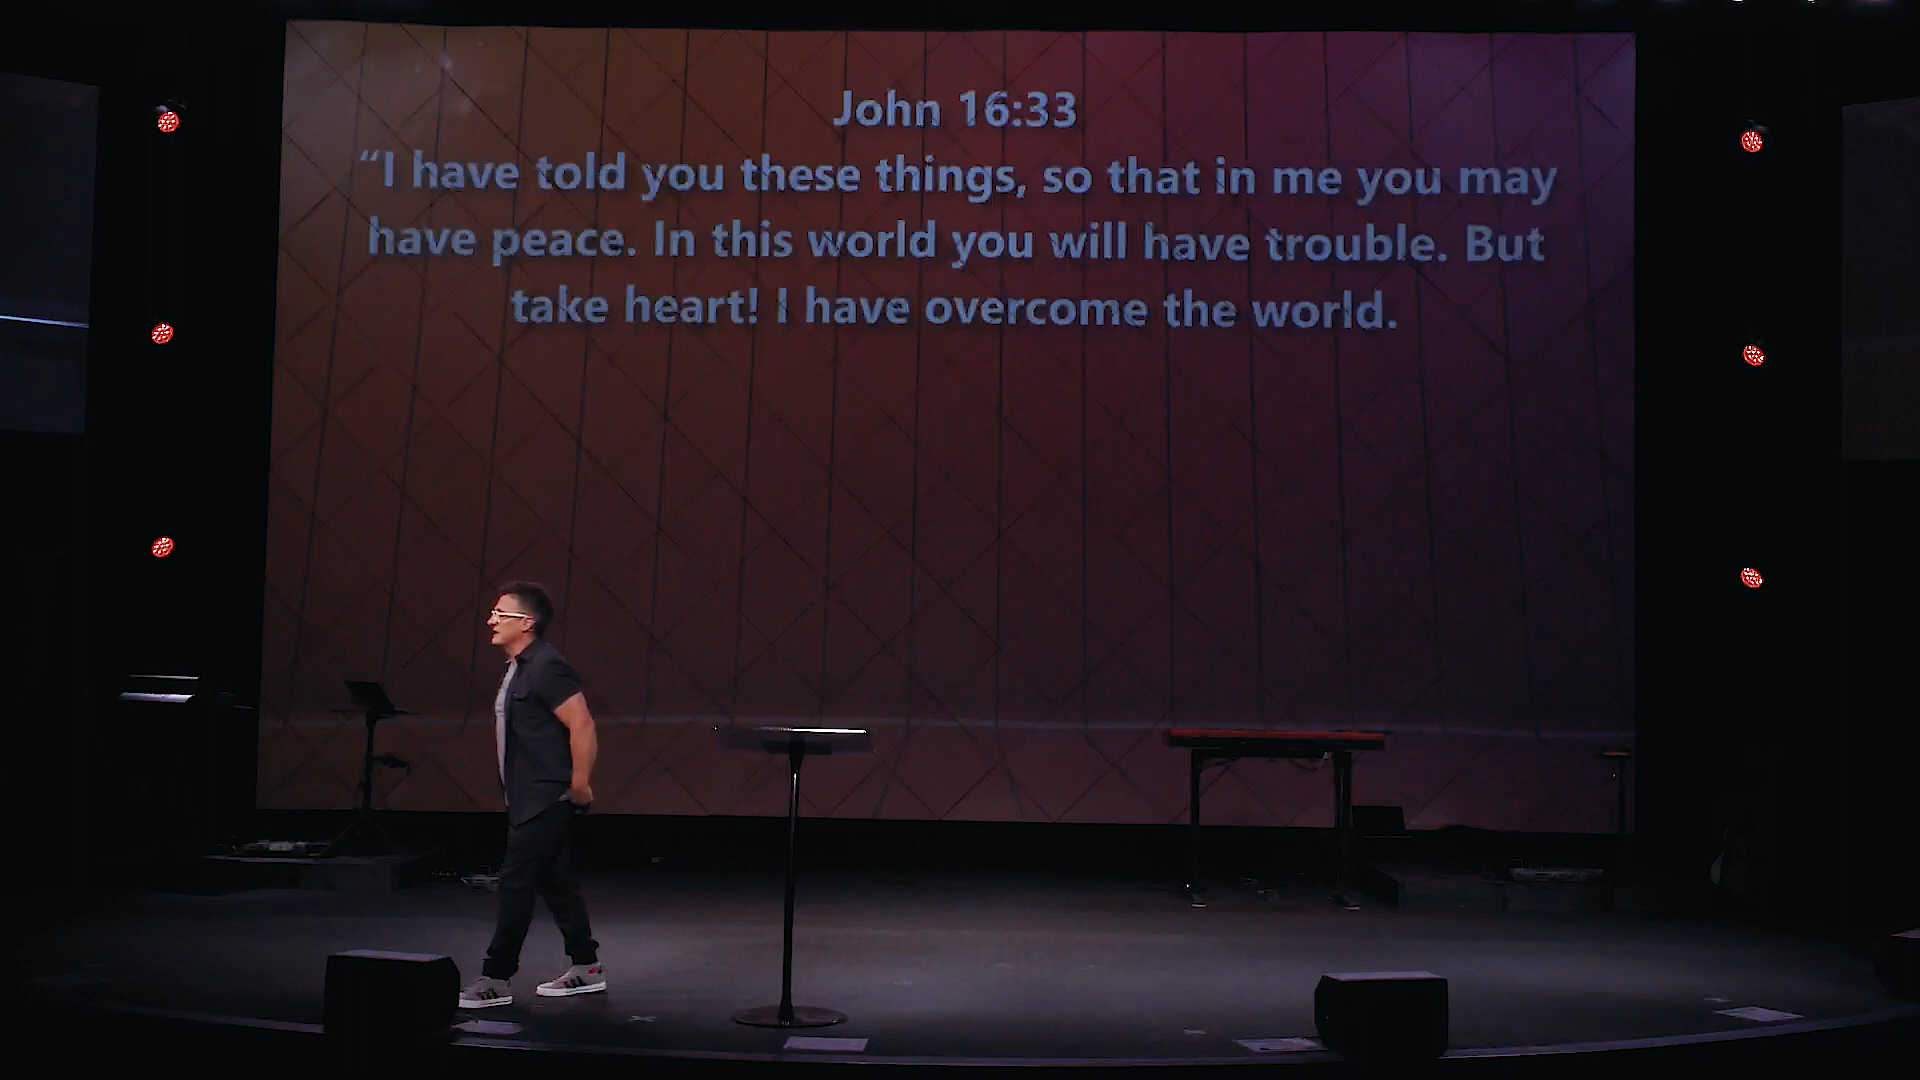 John 16:33
“I have told you these things, so that in me you may
have peace. In this world you will have trouble. But
take heart! I have overcome the world.